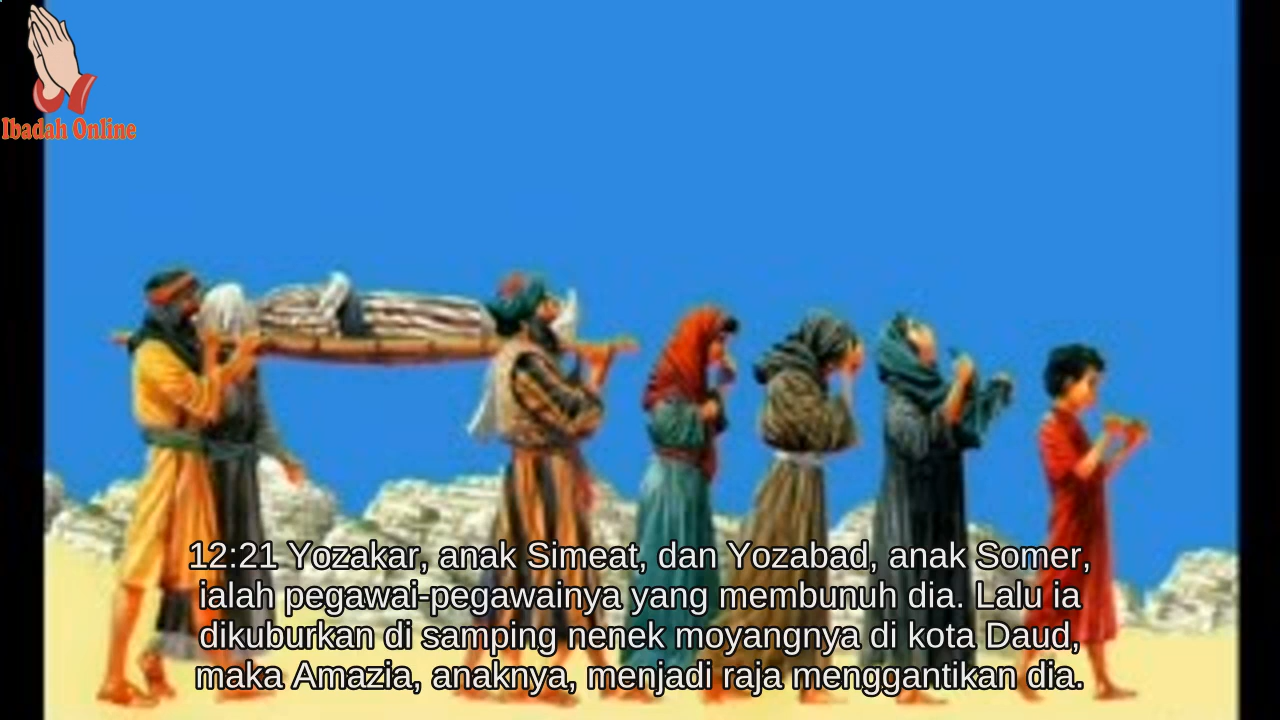 Ibadah Online
12:21 Yozakar, anak Simeat, dan Yozabad, anak Somer,
ialah pegawai-pegawainya yang membunuh dia. Lalu ia
dikuburkan di samping nenek moyangnya di kota Daud,
maka Amazia, anaknya, menjadi raja menggantikan dia.